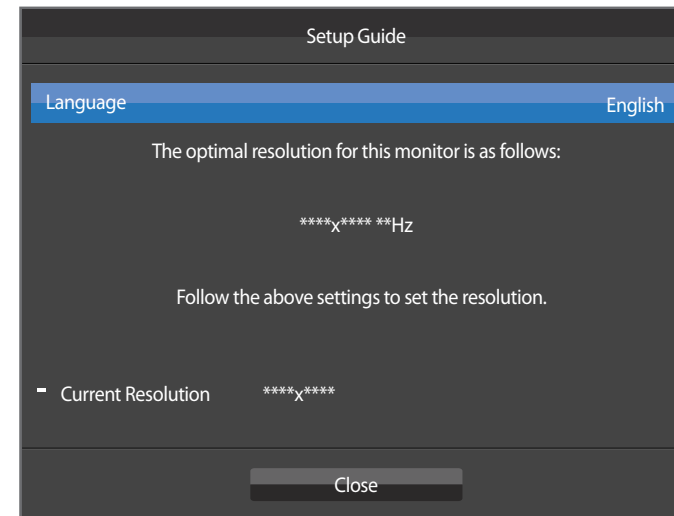 Setup Guide
Language English
The optimal resolution for this monitor is as follows:
****x**** **Hz
Follow the above settings to set the resolution.
Current Resolution ****x****
Close